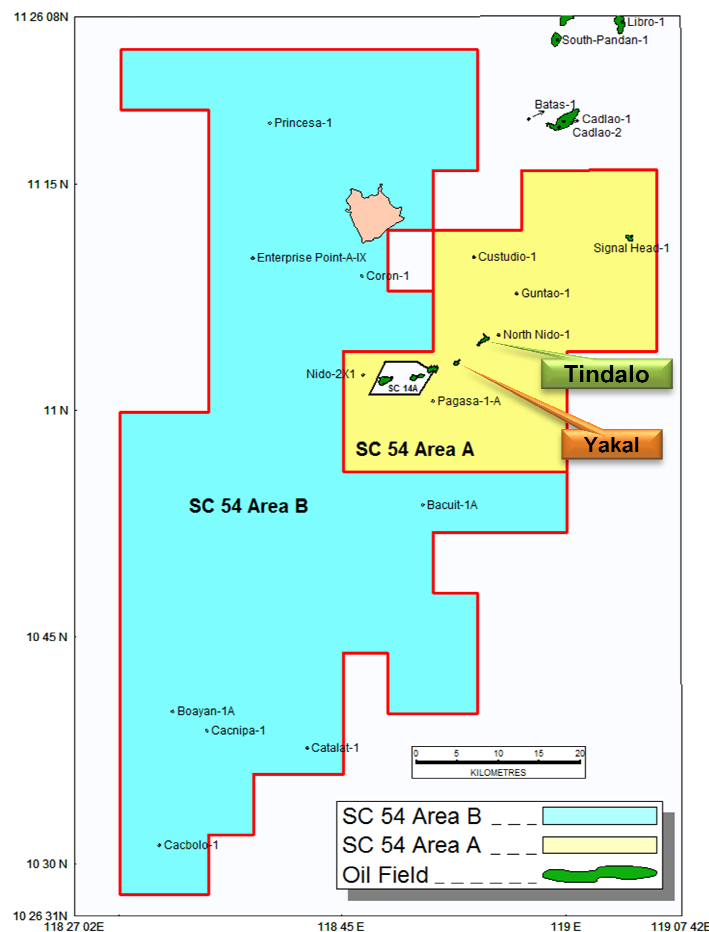 11 26 08N
Libro-1
South-Pandan-1
Batas-1
Cadlao-1
Cadlao-2
Princesa-1
11 15 N
Signal Head-1
Enterprise Point-A-IX
Custudio-1
Coron-1
Guntao-1
North Nido-1
Tindalo
Nido-2X1
SC 14A
Pagasa-1-A
11 N
Yakal
SC 54 Area A
SC 54 Area B
Bacuit-1A
10 45 N
Boayan-1A
Cacnipa-1
Catalat-1
0 5 10 15 20
KILOMETRES
SC 54 Area B _ _ _
SC 54 Area A _ _ _
Oil Field _ _ _ _ _
Cacbolo-1
10 30 N
10 26 31N
118 27 02E 118 45 E 119 E 119 07 42E